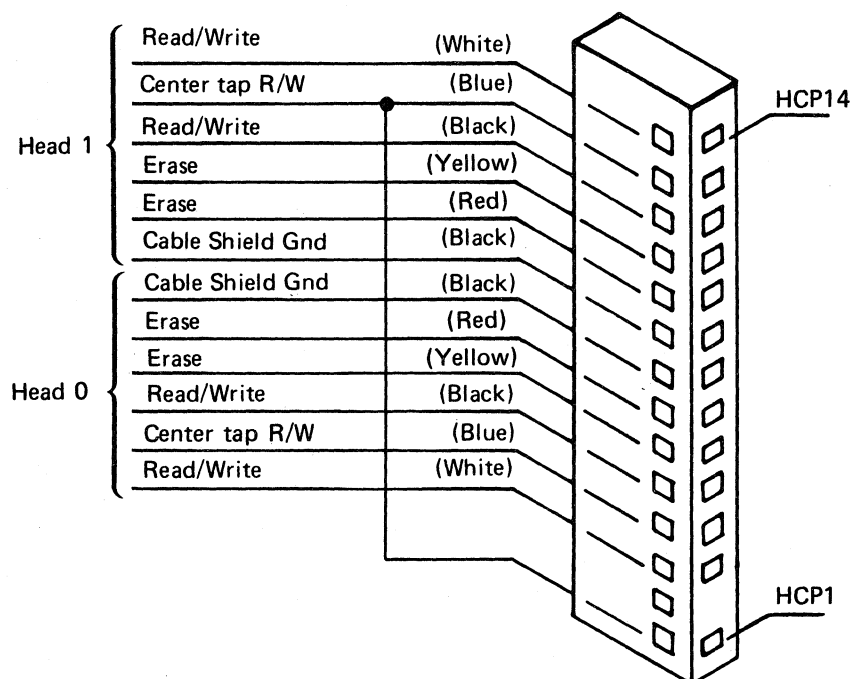 Read/Write (White)
HCP14
Center tap R/W (Blue)
Head 1
Read/Write (Black)
Erase (Yellow)
Erase (Red)
Cable Shield Gnd (Black)
Cable Shield Gnd (Black)
Erase (Red)
Erase (Yellow)
Head 0
Read/Write (Black)
Center tap R/W (Blue)
Read/Write (White)
HCP1